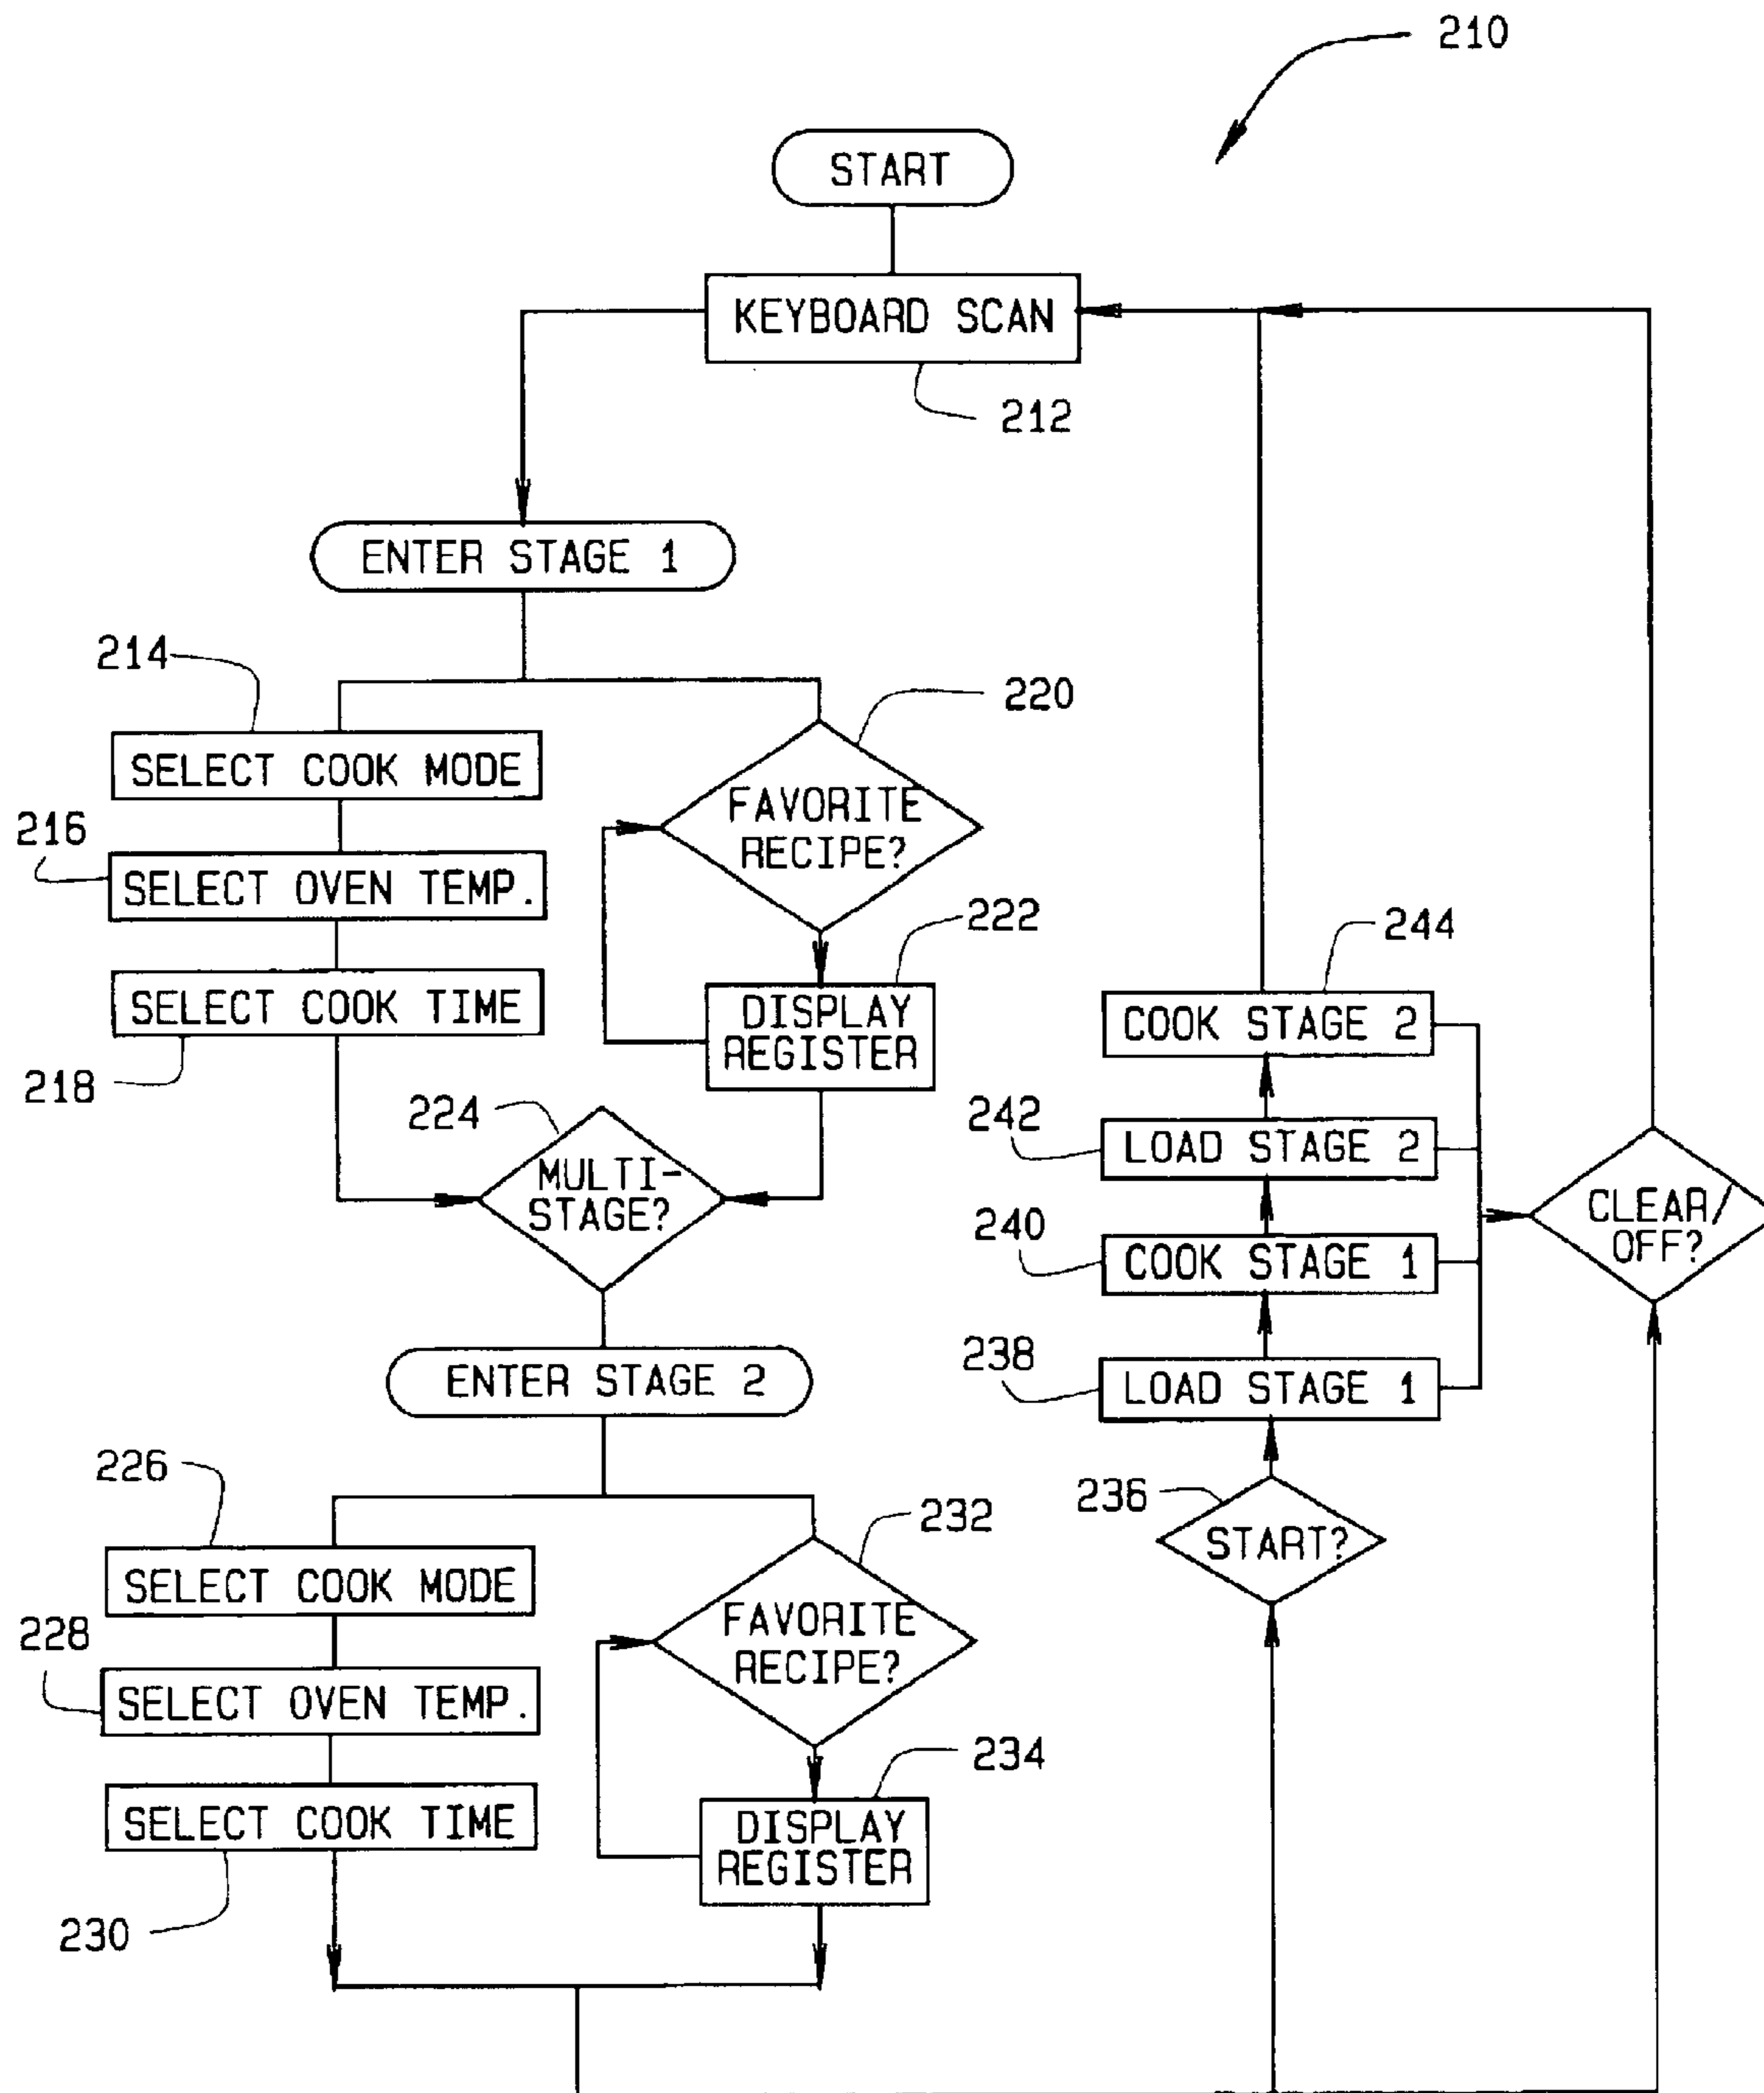 210
START
KEYBOARD SCAN
212
ENTER STAGE 1
214
SELECT COOK MODE
216
SELECT OVEN TEMP.
SELECT COOK TIME
218
220
FAVORITE
RECIPE?
222
DISPLAY
REGISTER
224
MULTI-
STAGE?
ENTER STAGE 2
226
SELECT COOK MODE
228
SELECT OVEN TEMP.
SELECT COOK TIME
230
232
FAVORITE
RECIPE?
234
DISPLAY
REGISTER
244
COOK STAGE 2
242
LOAD STAGE 2
240
COOK STAGE 1
238
LOAD STAGE 1
236
START?
CLEAR/
OFF?